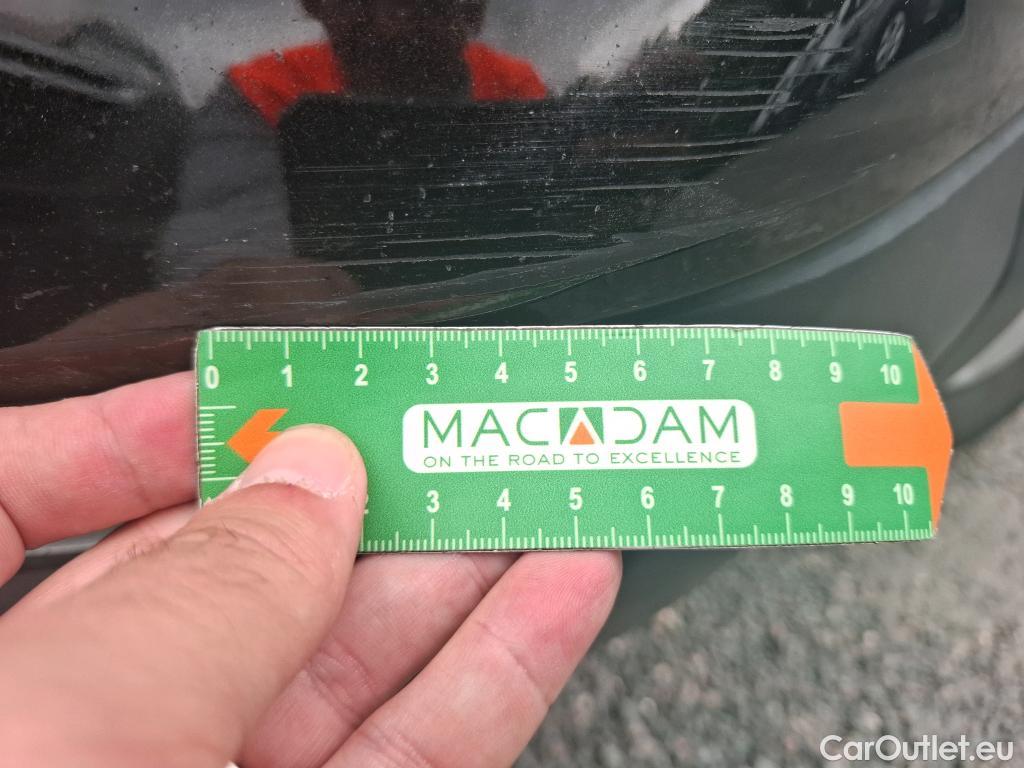 0 1 2 3 4 5 6 7 8 9 10
MACADAM
ON THE ROAD TO EXCELLENCE
3 4 5 6 7 8 9 10
CarOutlet.eu